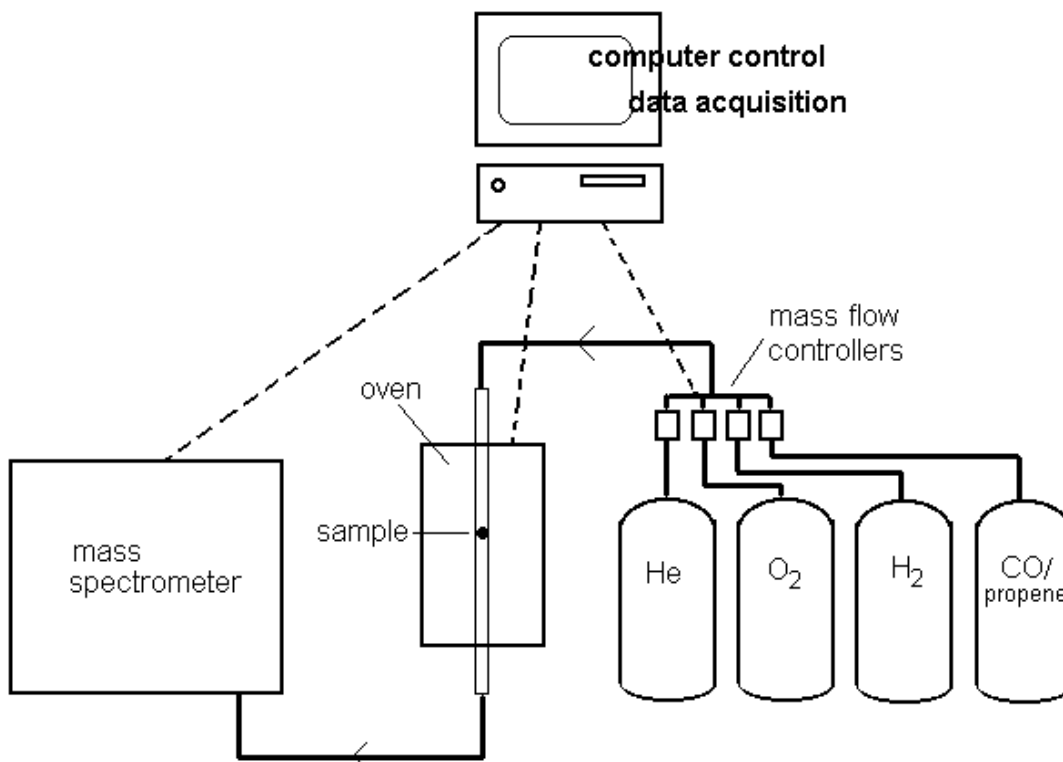 computer control
data acquisition
mass flow
controllers
oven
sample
mass
spectrometer
He
O2
H2
CO/
propene